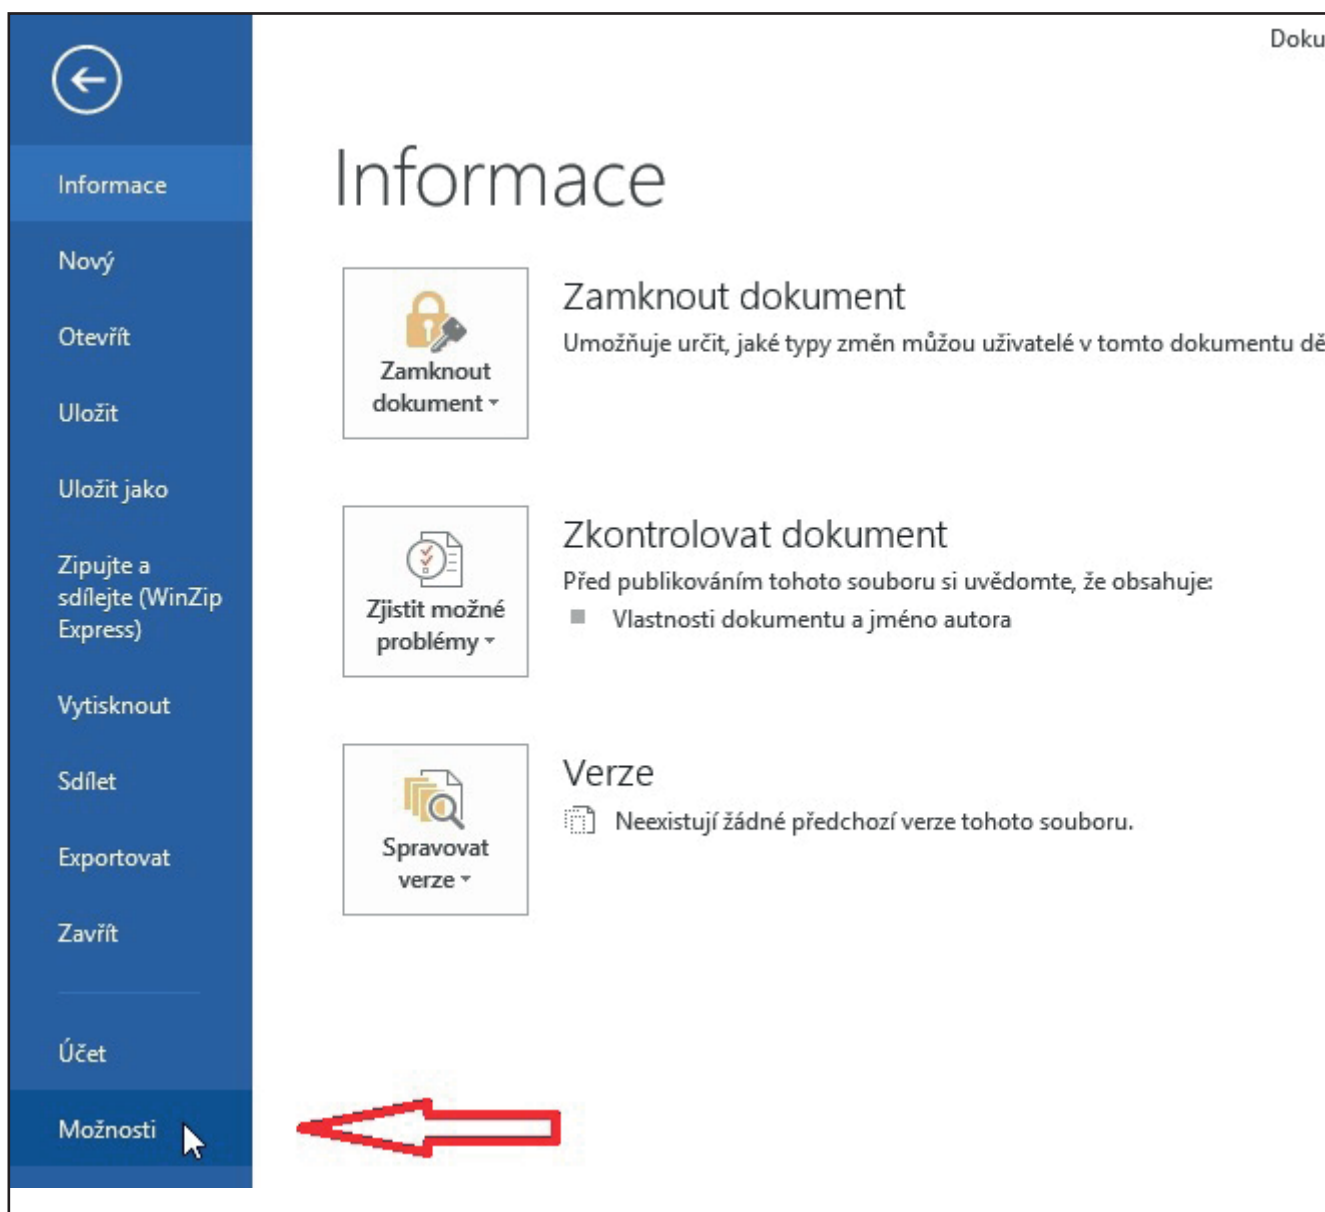 Doku
Informace
Nový
Otevřít
Uložit
Uložit jako
Zipujte a
sdílejte (WinZip
Express)
Vytisknout
Sdílet
Exportovat
Zavřít
Účet
Možnosti
Informace
Zamknout
dokument
Zamknout dokument
Umožňuje určit, jaké typy změn můžou uživatelé v tomto dokumentu dě
Zjistit možné
problémy
Zkontrolovat dokument
Před publikováním tohoto souboru si uvědomte, že obsahuje:
Vlastnosti dokumentu a jméno autora
Spravovat
verze
Verze
Neexistují žádné předchozí verze tohoto souboru.